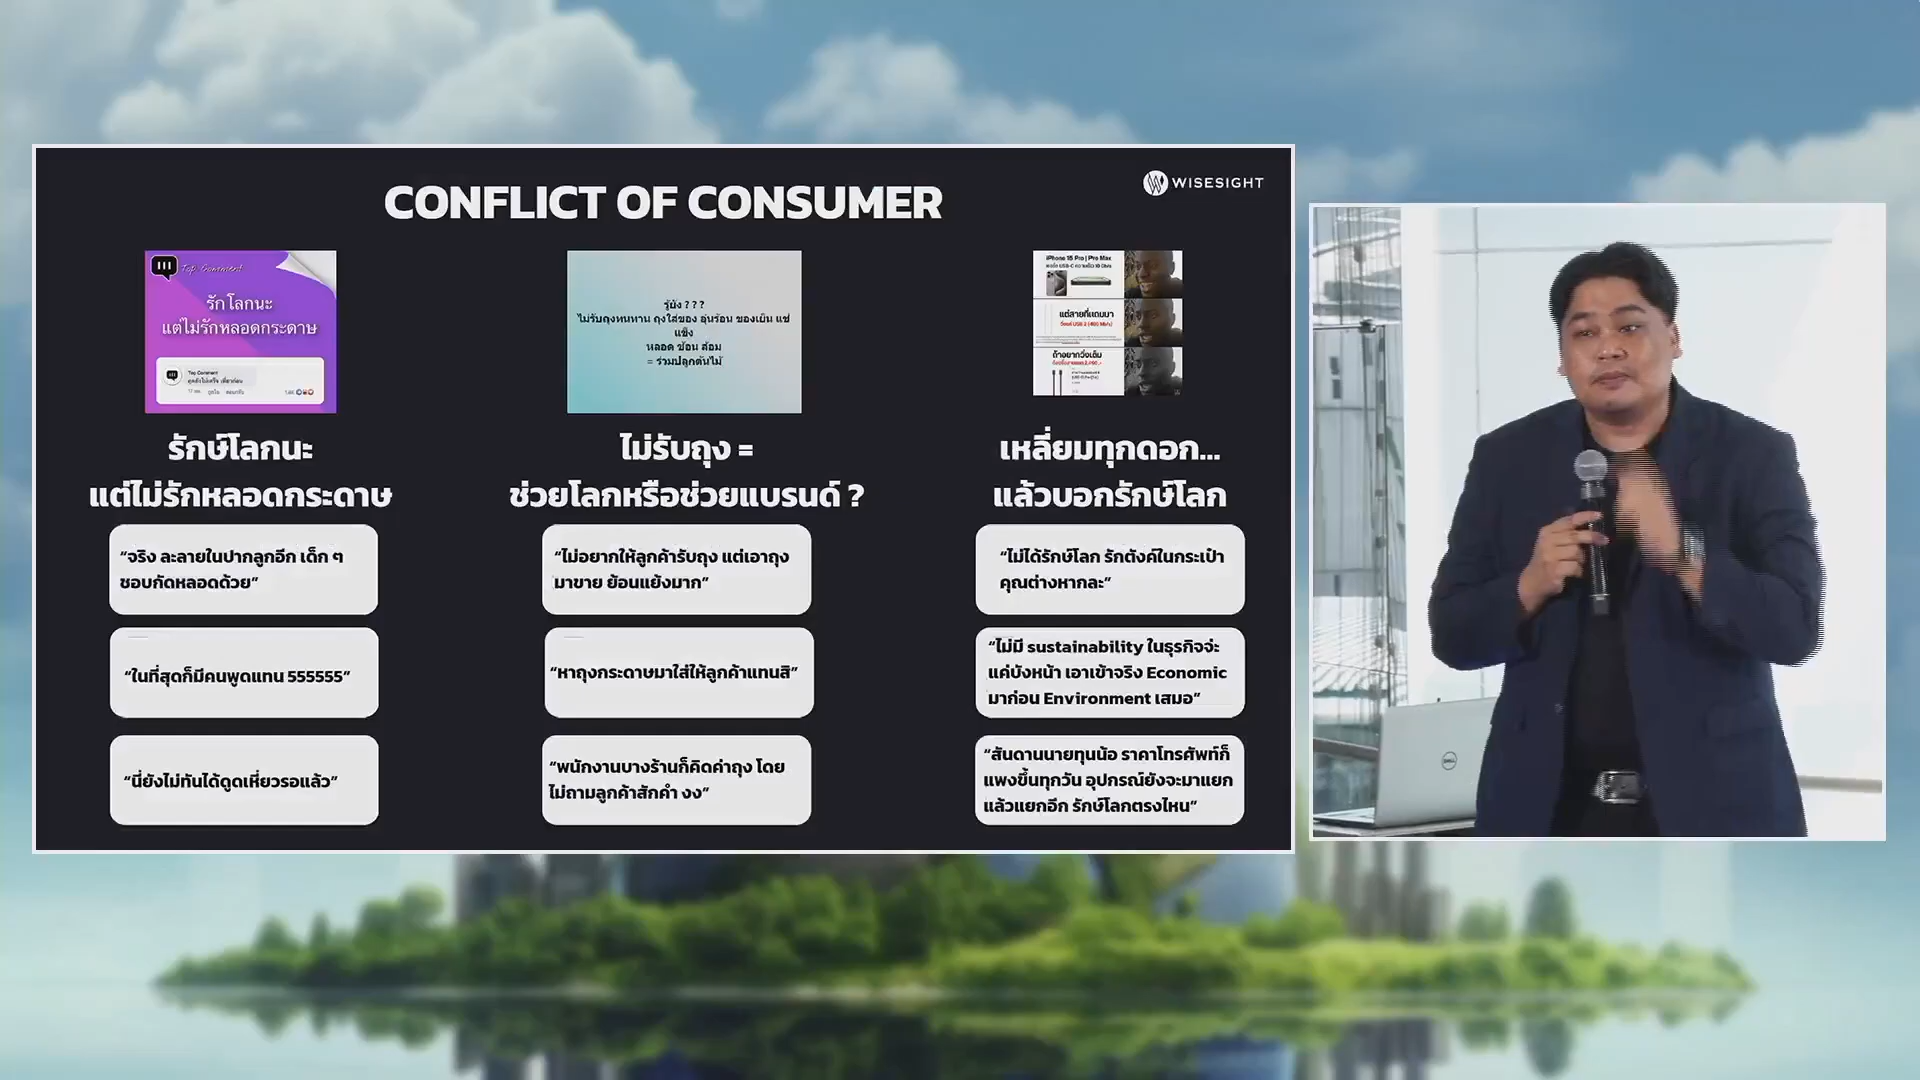 CONFLICT OF CONSUMER
WISESIGHT
Top Comment
รักโลกนะ
แต่ไม่รักหลอดกระดาษ
Top Comment
รักษ์โลกนะ
แต่ไม่รักหลอดกระดาษ
“จริง ละลายในปากลูกอีก เด็ก ๆ
ชอบกัดหลอดด้วย”
“ในที่สุดก็มีคนพูดแทน 555555”
“นี่ยังไม่ทันได้ดูดเหี่ยวรอแล้ว”
รู้ยัง ? ? ?
ไม่รับถุงทนทาน ถุงใส่ของ อุ่นร้อน ของเย็น แช่
แข็ง
หลอด ช้อน ส้อม
= ร่วมปลูกต้นไม้
ไม่รับถุง =
ช่วยโลกหรือช่วยแบรนด์ ?
“ไม่อยากให้ลูกค้ารับถุง แต่เอาถุง
มาขาย ย้อนแย้งมาก”
“หาถุงกระดาษมาใส่ให้ลูกค้าแทนสิ”
“พนักงานบางร้านก็คิดค่าถุง โดย
ไม่ถามลูกค้าสักคำ งง”
iPhone 15 Pro | Pro Max
แต่สายที่แถมมา
ถ้าอยากวิ่งเต็ม
เหลี่ยมทุกดอก...
แล้วบอกรักษ์โลก
“ไม่ได้รักษ์โลก รักตังค์ในกระเป๋า
คุณต่างหากละ”
“ไม่มี sustainability ในธุรกิจจ่ะ
แค่บังหน้า เอาเข้าจริง Economic
มาก่อน Environment เสมอ”
“สันดานนายทุนน้อ ราคาโทรศัพท์ก็
แพงขึ้นทุกวัน อุปกรณ์ยังจะมาแยก
แล้วแยกอีก รักษ์โลกตรงไหน”
DELL